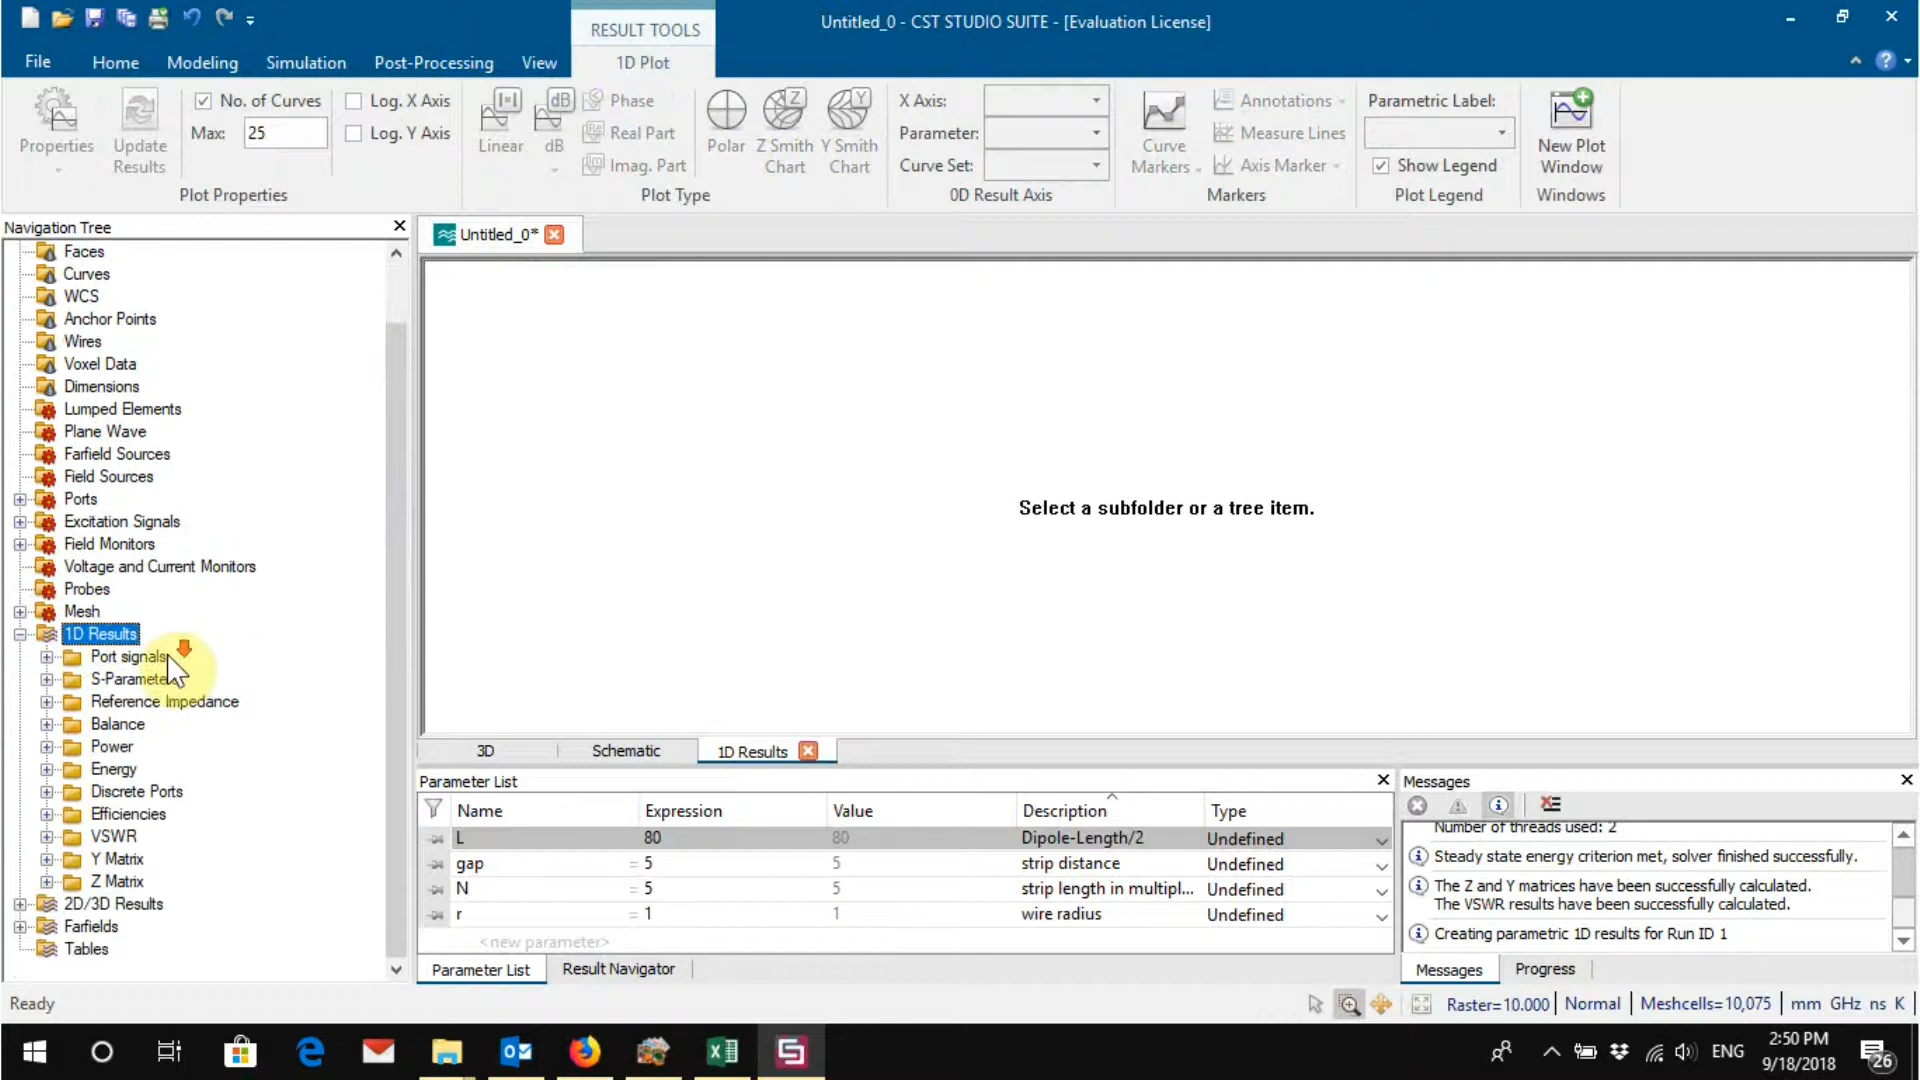 RESULT TOOLS
Untitled_0 - CST STUDIO SUITE - [Evaluation License]
File
Home
Modeling
Simulation
Post-Processing
View
1D Plot
Properties
Update
Results
No. of Curves
Max: 25
Log. X Axis
Log. Y Axis
Plot Properties
Linear
dB
dB
Phase
Real Part
Imag. Part
Polar
Z Smith
Chart
Y Smith
Chart
Plot Type
X Axis:
Parameter:
Curve Set:
0D Result Axis
Curve
Markers
Annotations
Measure Lines
Axis Marker
Markers
Parametric Label:
Show Legend
Plot Legend
New Plot
Window
Windows
Navigation Tree
Faces
Curves
WCS
Anchor Points
Wires
Voxel Data
Dimensions
Lumped Elements
Plane Wave
Farfield Sources
Field Sources
Ports
Excitation Signals
Field Monitors
Voltage and Current Monitors
Probes
Mesh
1D Results
Port signals
S-Paramete
Reference Impedance
Balance
Power
Energy
Discrete Ports
Efficiencies
VSWR
Y Matrix
Z Matrix
2D/3D Results
Farfields
Tables
Untitled_0*
Select a subfolder or a tree item.
3D
Schematic
1D Results
Parameter List
Name Expression Value Description Type
L 80 80 Dipole-Length/2 Undefined
gap = 5 5 strip distance Undefined
N = 5 5 strip length in multipl... Undefined
r = 1 1 wire radius Undefined
<new parameter>
Parameter List
Result Navigator
Messages
Number of threads used: 2
Steady state energy criterion met, solver finished successfully.
The Z and Y matrices have been successfully calculated.
The VSWR results have been successfully calculated.
Creating parametric 1D results for Run ID 1
Messages
Progress
Ready
Raster=10.000 Normal Meshcells=10,075 mm GHz ns K
ENG
2:50 PM
9/18/2018
26